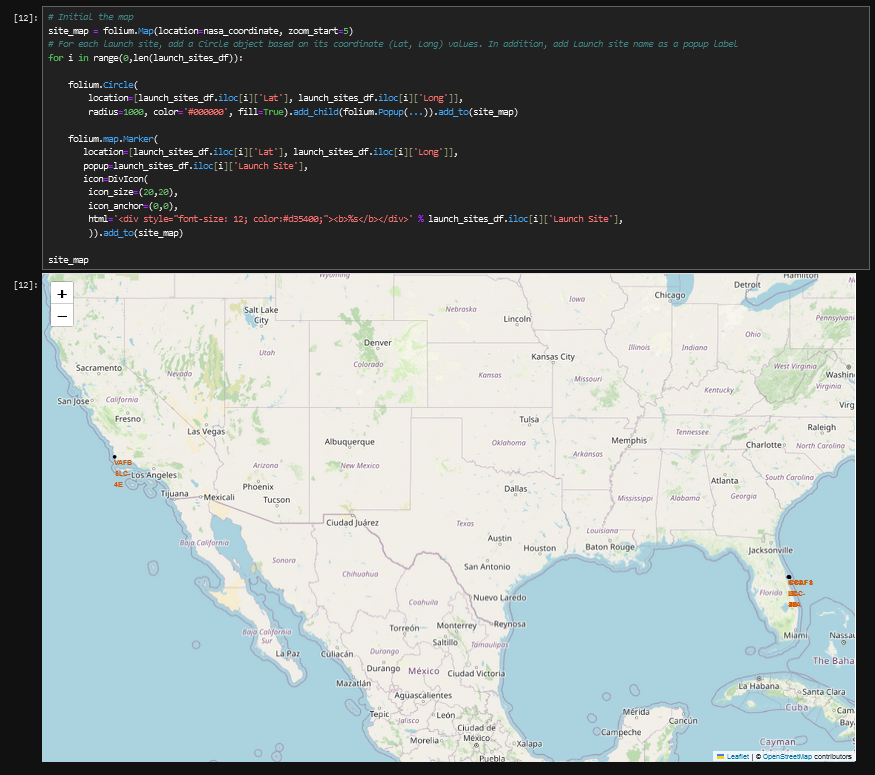 [12]:
# Initial the map
site_map = folium.Map(location=nasa_coordinate, zoom_start=5)
# For each launch site, add a Circle object based on its coordinate (Lat, Long) values. In addition, add Launch site name as a popup label
for i in range(0,len(launch_sites_df)):
folium.Circle(
location=[launch_sites_df.iloc[i]['Lat'], launch_sites_df.iloc[i]['Long']],
radius=1000, color='#000000', fill=True).add_child(folium.Popup(...)).add_to(site_map)
folium.map.Marker(
location=[launch_sites_df.iloc[i]['Lat'], launch_sites_df.iloc[i]['Long']],
popup=launch_sites_df.iloc[i]['Launch Site'],
icon=DivIcon(
icon_size=(20,20),
icon_anchor=(0,0),
html='<div style="font-size: 12; color:#d35400;"><b>%s</b></div>' % launch_sites_df.iloc[i]['Launch Site'],
)).add_to(site_map)
site_map
[12]:
+
−
Wyoming
Hamilton
Detroit
Chicago
Iowa
Salt Lake
City
Nebraska
Lincoln
Pennsylvania
Ohio
Denver
Illinois
Indiana
Utah
Kansas City
Colorado
West Virginia
Sacramento
Nevada
Kansas
Missouri
Washin
Virginia
Kentucky
San Jose
California
Virg
Fresno
Las Vegas
Tulsa
Raleigh
Tennessee
Albuquerque
Memphis
Oklahoma
Charlotte
North Carolina
Arkansas
VAFB
SLC-
4E
Los Angeles
Arizona
New Mexico
South Carolina
Atlanta
Phoenix
Dallas
Tijuana
Mexicali
Tucson
Mississippi
Alabama
Georgia
Ciudad Juárez
Texas
Louisiana
Baja California
Austin
Houston
Baton Rouge
Jacksonville
Sonora
San Antonio
Chihuahua
Florida
Nuevo Laredo
Coahuila
Torreón
Monterrey
Reynosa
Baja California
Sur
Miami
Nassau
Saltillo
Tamaulipas
La Paz
Culiacán
Durango
The Baha
Durango
México
Ciudad Victoria
Mazatlán
La Habana
Santa Clara
Aguascalientes
Cuba
Tepic
León
Mérida
Cancún
Cam
Jalisco
Bay
Ciudad de
México
Campeche
Morelia
Xalapa
Cayman
Puebla
Leaflet | © OpenStreetMap contributors